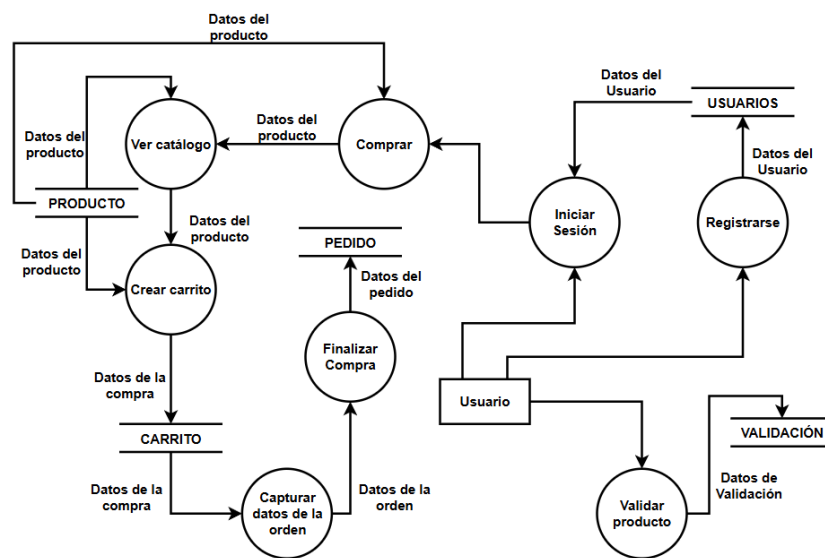 Datos del
producto
Datos del
Usuario
USUARIOS
Datos del
producto
Ver catálogo
Datos del
producto
Comprar
Datos del
Usuario
PRODUCTO
Datos del
producto
Iniciar
Sesión
Registrarse
Datos del
producto
PEDIDO
Datos del
pedido
Crear carrito
Finalizar
Compra
Datos de la
compra
Usuario
CARRITO
VALIDACIÓN
Datos de la
compra
Capturar
datos de la
orden
Datos de la
orden
Validar
producto
Datos de
Validación